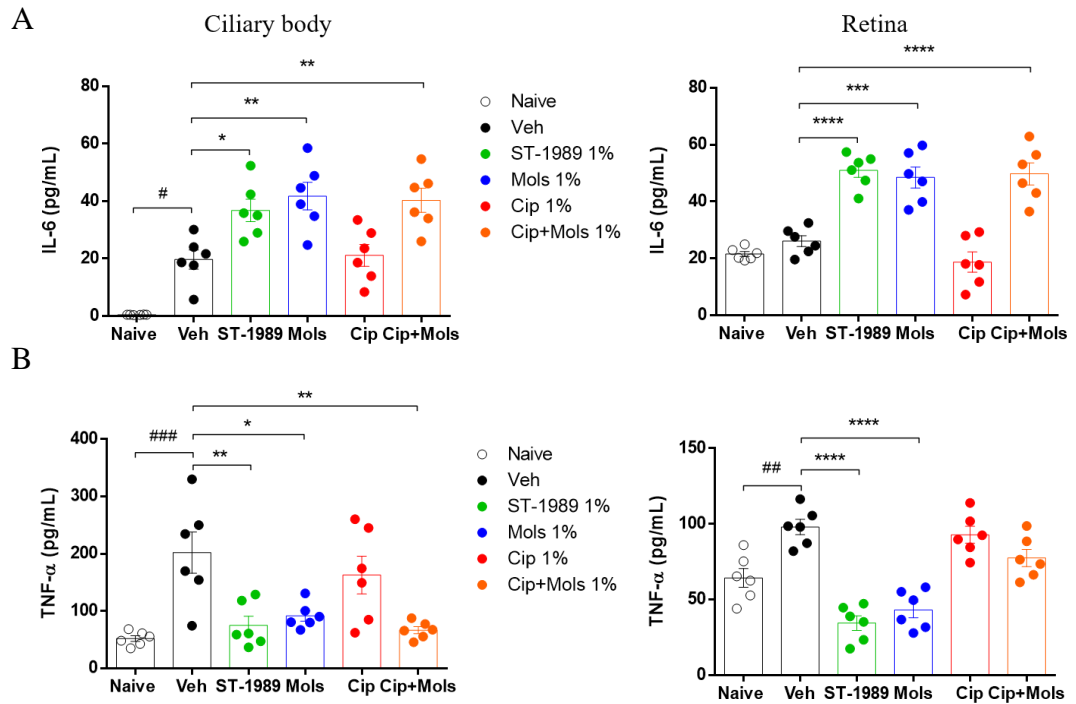 A
Ciliary body
Retina
****
**
***
**
****
*
#
80
60
40
20
0
IL-6 (pg/mL)
Naive Veh ST-1989 Mols Cip Cip+Mols
Naive
Veh
ST-1989 1%
Mols 1%
Cip 1%
Cip+Mols 1%
80
60
40
20
0
IL-6 (pg/mL)
Naive Veh ST-1989 Mols Cip Cip+Mols
B
**
*
###
**
400
300
200
100
0
TNF-α (pg/mL)
Naive Veh ST-1989 Mols Cip Cip+Mols
Naive
Veh
ST-1989 1%
Mols 1%
Cip 1%
Cip+Mols 1%
****
##
****
150
100
50
0
TNF-α (pg/mL)
Naive Veh ST-1989 Mols Cip Cip+Mols